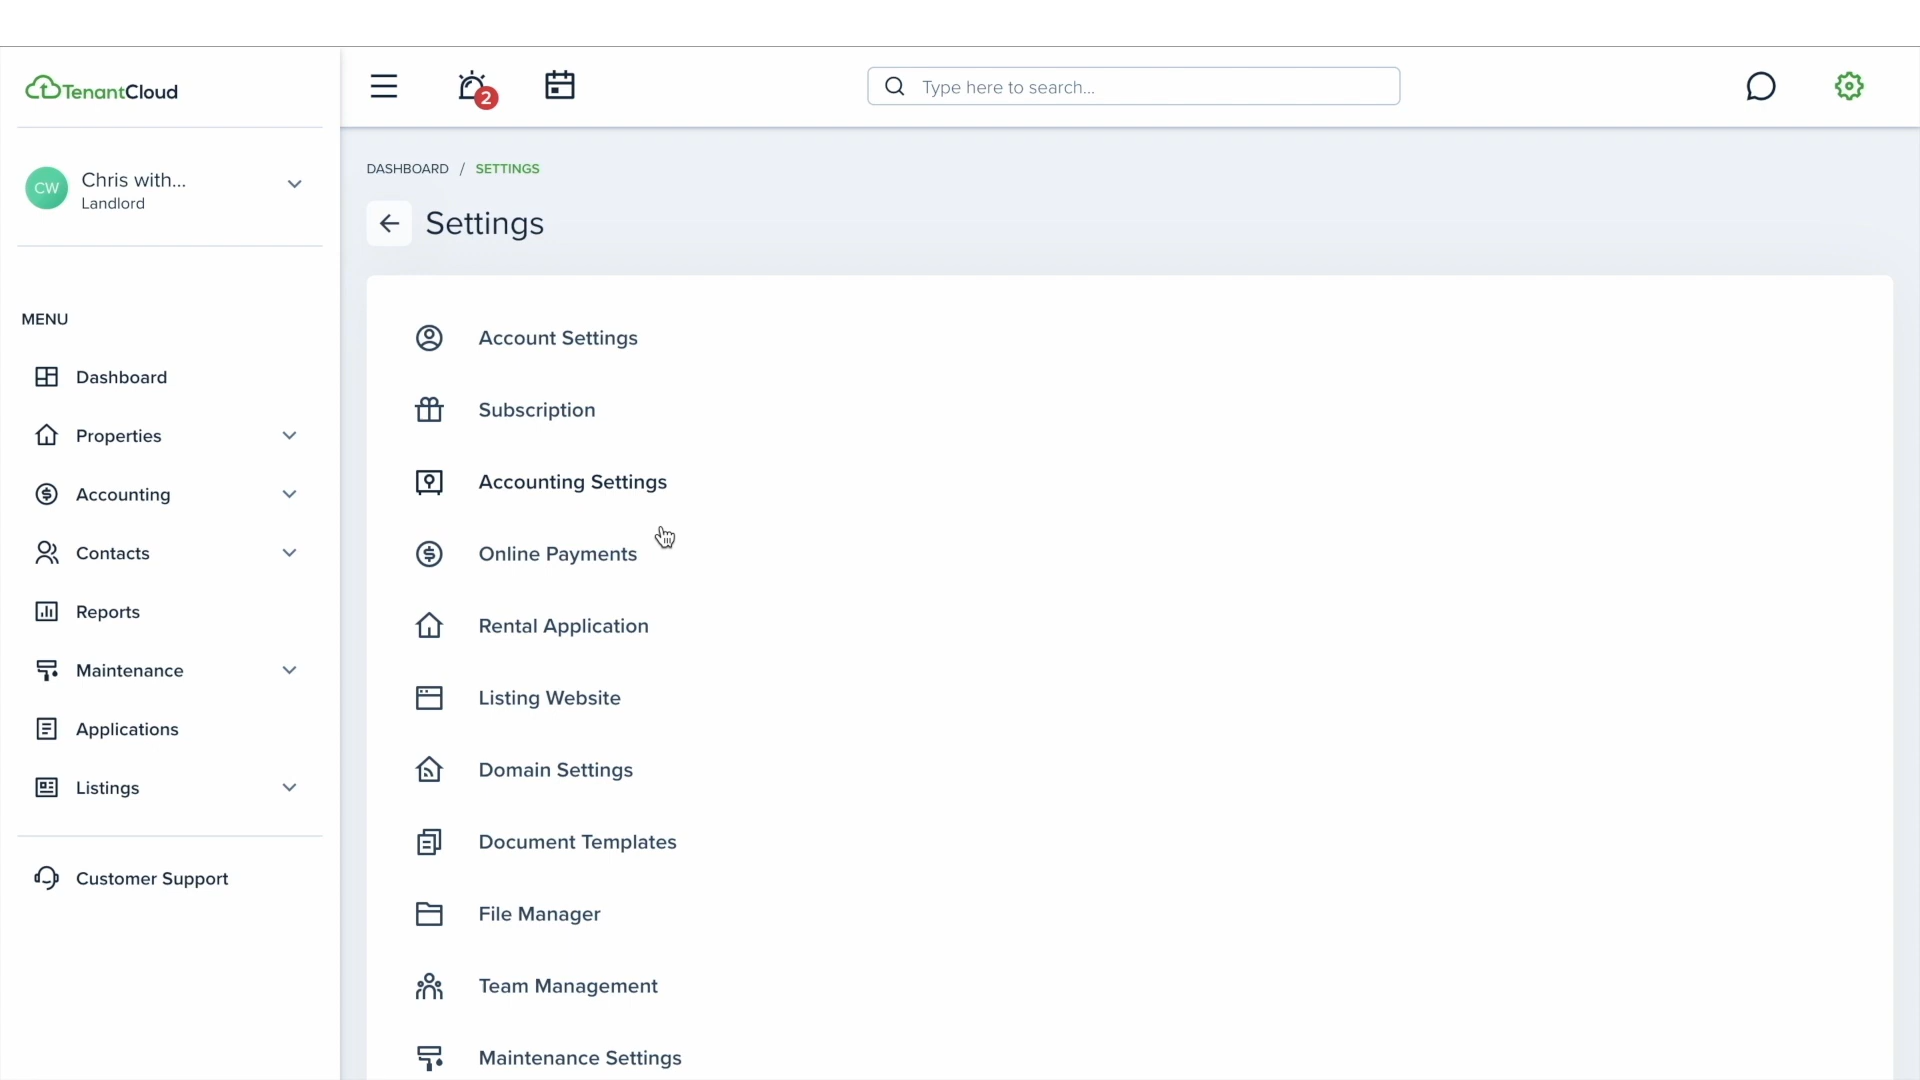 TenantCloud
2
Type here to search...
DASHBOARD / SETTINGS
CW
Chris with...
Landlord
Settings
MENU
Dashboard
Properties
Accounting
Contacts
Reports
Maintenance
Applications
Listings
Customer Support
Account Settings
Subscription
Accounting Settings
Online Payments
Rental Application
Listing Website
Domain Settings
Document Templates
File Manager
Team Management
Maintenance Settings